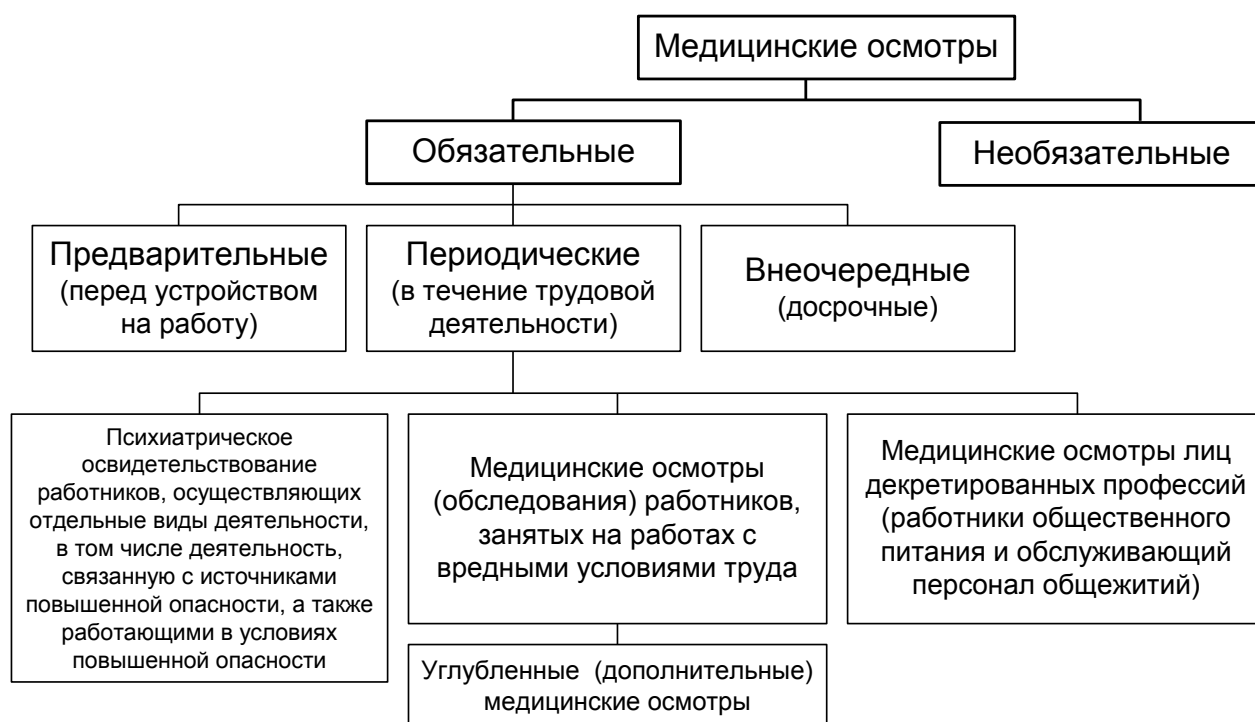 Медицинские осмотры
Обязательные
Необязательные
Предварительные
(перед устройством
на работу)
Периодические
(в течение трудовой
деятельности)
Внеочередные
(досрочные)
Психиатрическое
освидетельствование
работников, осуществляющих
отдельные виды деятельности,
в том числе деятельность,
связанную с источниками
повышенной опасности, а также
работающими в условиях
повышенной опасности
Медицинские осмотры
(обследования) работников,
занятых на работах с
вредными условиями труда
Медицинские осмотры лиц
декретированных профессий
(работники общественного
питания и обслуживающий
персонал общежитий)
Углубленные (дополнительные)
медицинские осмотры